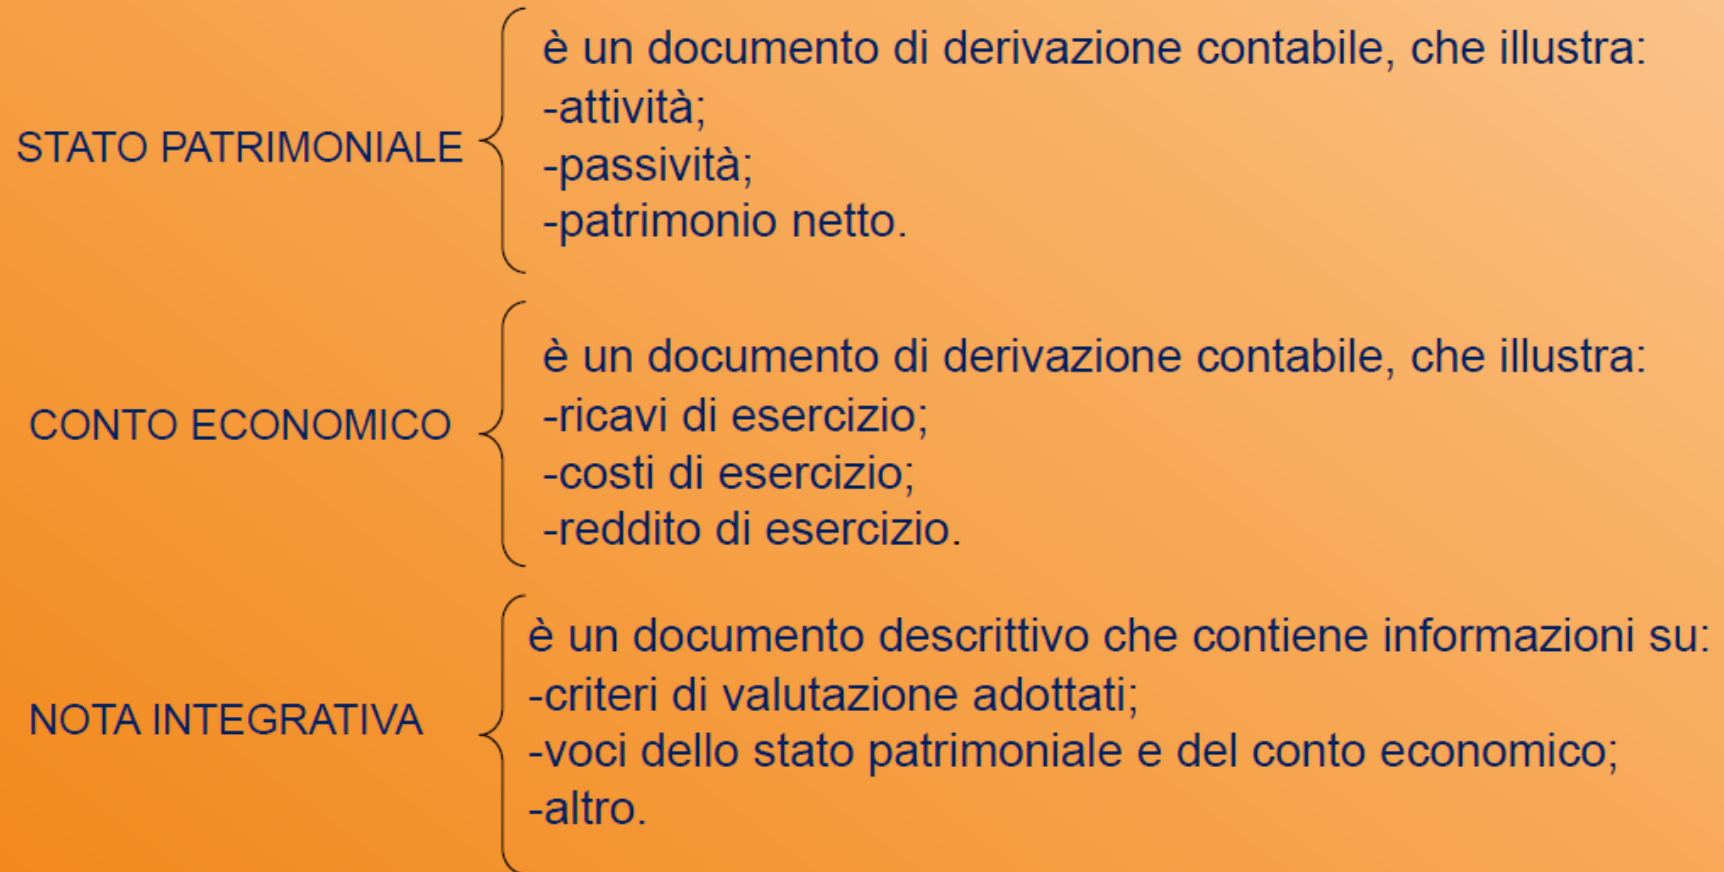 STATO PATRIMONIALE
è un documento di derivazione contabile, che illustra:
-attività;
-passività;
-patrimonio netto.
CONTO ECONOMICO
è un documento di derivazione contabile, che illustra:
-ricavi di esercizio;
-costi di esercizio;
-reddito di esercizio.
NOTA INTEGRATIVA
è un documento descrittivo che contiene informazioni su:
-criteri di valutazione adottati;
-voci dello stato patrimoniale e del conto economico;
-altro.